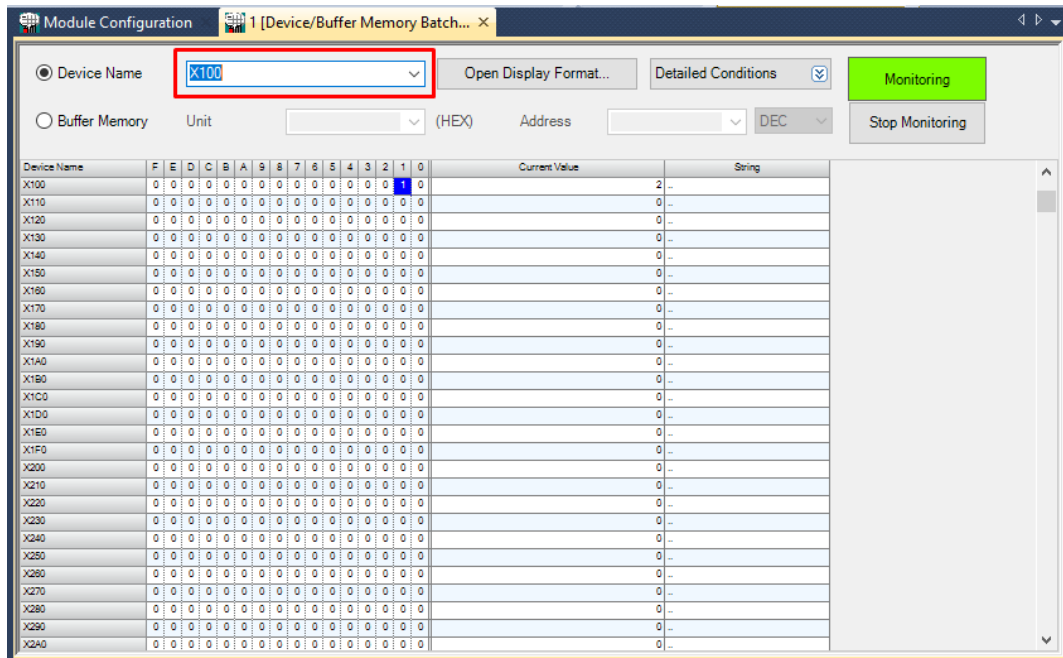 Module Configuration 1 [Device/Buffer Memory Batch...
Device Name X100 Open Display Format... Detailed Conditions Monitoring
Buffer Memory Unit (HEX) Address DEC Stop Monitoring
Device Name F E D C B A 9 8 7 6 5 4 3 2 1 0 Current Value String
X100 0 0 0 0 0 0 0 0 0 0 0 0 0 0 1 0 2 ..
X110 0 0 0 0 0 0 0 0 0 0 0 0 0 0 0 0 0 ..
X120 0 0 0 0 0 0 0 0 0 0 0 0 0 0 0 0 0 ..
X130 0 0 0 0 0 0 0 0 0 0 0 0 0 0 0 0 0 ..
X140 0 0 0 0 0 0 0 0 0 0 0 0 0 0 0 0 0 ..
X150 0 0 0 0 0 0 0 0 0 0 0 0 0 0 0 0 0 ..
X160 0 0 0 0 0 0 0 0 0 0 0 0 0 0 0 0 0 ..
X170 0 0 0 0 0 0 0 0 0 0 0 0 0 0 0 0 0 ..
X180 0 0 0 0 0 0 0 0 0 0 0 0 0 0 0 0 0 ..
X190 0 0 0 0 0 0 0 0 0 0 0 0 0 0 0 0 0 ..
X1A0 0 0 0 0 0 0 0 0 0 0 0 0 0 0 0 0 0 ..
X1B0 0 0 0 0 0 0 0 0 0 0 0 0 0 0 0 0 0 ..
X1C0 0 0 0 0 0 0 0 0 0 0 0 0 0 0 0 0 0 ..
X1D0 0 0 0 0 0 0 0 0 0 0 0 0 0 0 0 0 0 ..
X1E0 0 0 0 0 0 0 0 0 0 0 0 0 0 0 0 0 0 ..
X1F0 0 0 0 0 0 0 0 0 0 0 0 0 0 0 0 0 0 ..
X200 0 0 0 0 0 0 0 0 0 0 0 0 0 0 0 0 0 ..
X210 0 0 0 0 0 0 0 0 0 0 0 0 0 0 0 0 0 ..
X220 0 0 0 0 0 0 0 0 0 0 0 0 0 0 0 0 0 ..
X230 0 0 0 0 0 0 0 0 0 0 0 0 0 0 0 0 0 ..
X240 0 0 0 0 0 0 0 0 0 0 0 0 0 0 0 0 0 ..
X250 0 0 0 0 0 0 0 0 0 0 0 0 0 0 0 0 0 ..
X260 0 0 0 0 0 0 0 0 0 0 0 0 0 0 0 0 0 ..
X270 0 0 0 0 0 0 0 0 0 0 0 0 0 0 0 0 0 ..
X280 0 0 0 0 0 0 0 0 0 0 0 0 0 0 0 0 0 ..
X290 0 0 0 0 0 0 0 0 0 0 0 0 0 0 0 0 0 ..
X2A0 0 0 0 0 0 0 0 0 0 0 0 0 0 0 0 0 0 ..